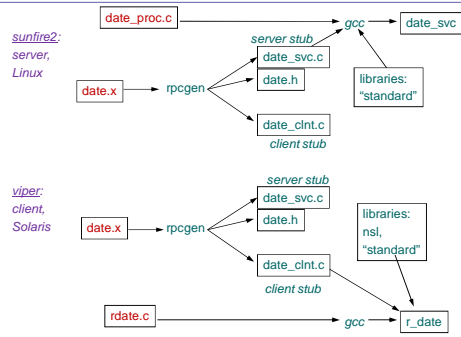 date_proc.c
gcc
date_svc
sunfire2:
server,
Linux
server stub
date_svc.c
date.h
libraries:
"standard"
date.x
rpcgen
date_clnt.c
client stub
viper:
client,
Solaris
server stub
date_svc.c
date.h
libraries:
nsl,
"standard"
date.x
rpcgen
date_clnt.c
client stub
rdate.c
gcc
r_date